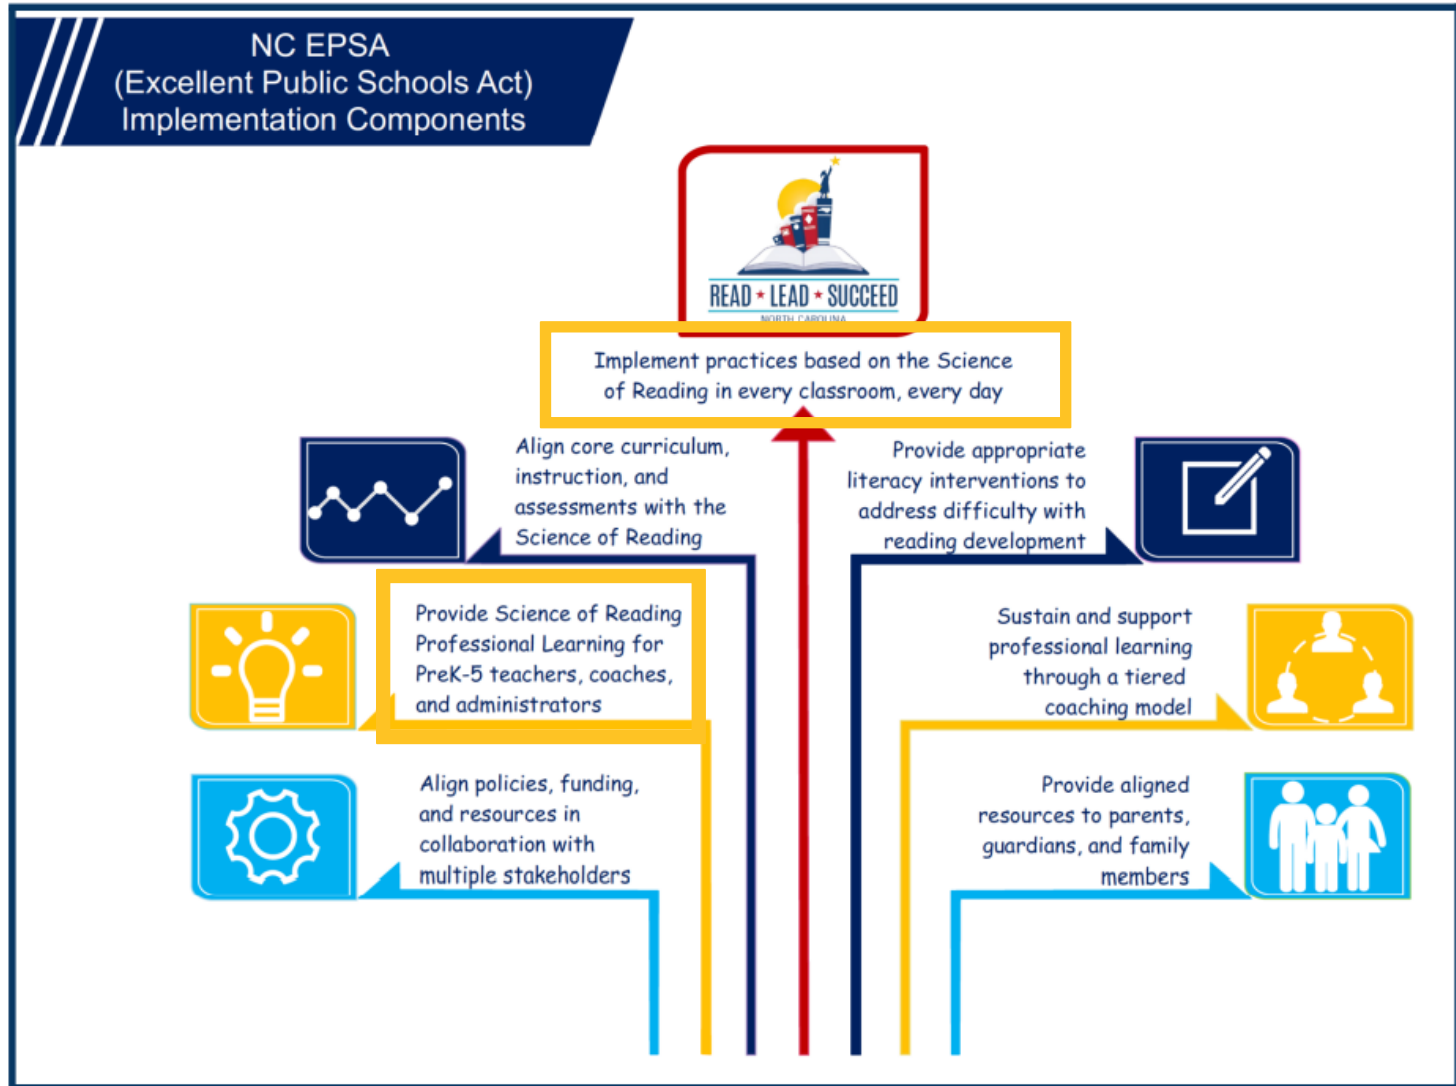 NC EPSA
(Excellent Public Schools Act)
Implementation Components
READ ★ LEAD ★ SUCCEED
NORTH CAROLINA
Implement practices based on the Science
of Reading in every classroom, every day
Align core curriculum,
instruction, and
assessments with the
Science of Reading
Provide appropriate
literacy interventions to
address difficulty with
reading development
Provide Science of Reading
Professional Learning for
PreK-5 teachers, coaches,
and administrators
Sustain and support
professional learning
through a tiered
coaching model
Align policies, funding,
and resources in
collaboration with
multiple stakeholders
Provide aligned
resources to parents,
guardians, and family
members